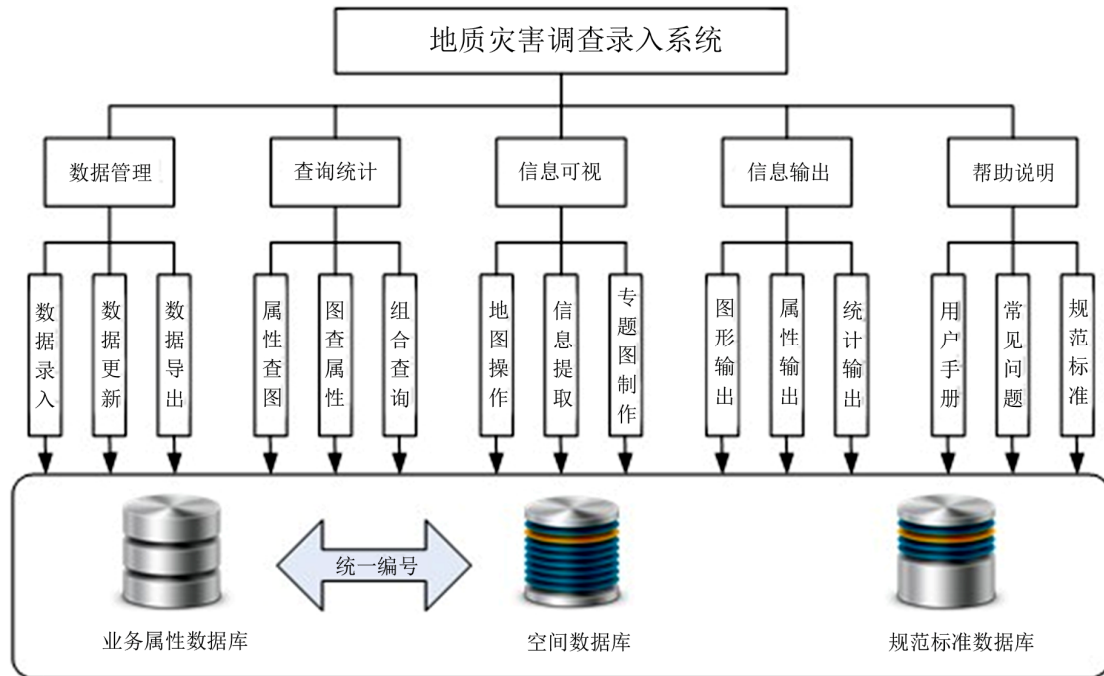 地质灾害调查录入系统
数据管理
查询统计
信息可视
信息输出
帮助说明
数据录入
数据更新
数据导出
属性查图
图查属性
组合查询
地图操作
信息提取
专题图制作
图形输出
属性输出
统计输出
用户手册
常见问题
规范标准
统一编号
业务属性数据库
空间数据库
规范标准数据库